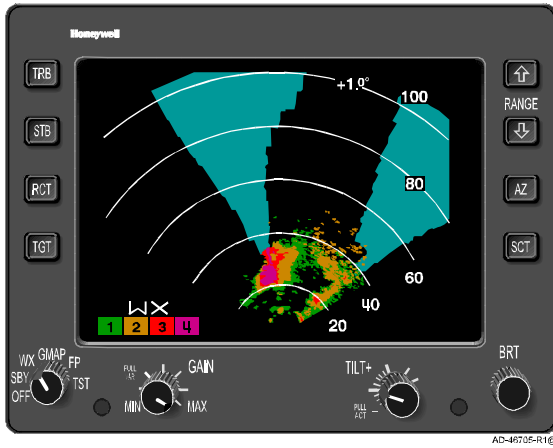 Honeywell
TRB
STB
RCT
TGT
+1.0°
100
80
60
40
20
WX
1 2 3 4
RANGE
AZ
SCT
WX GMAP FP
SBY TST
OFF
GAIN
MIN MAX
TILT+
PULL
ACT
–
BRT
AD-46705-R1@